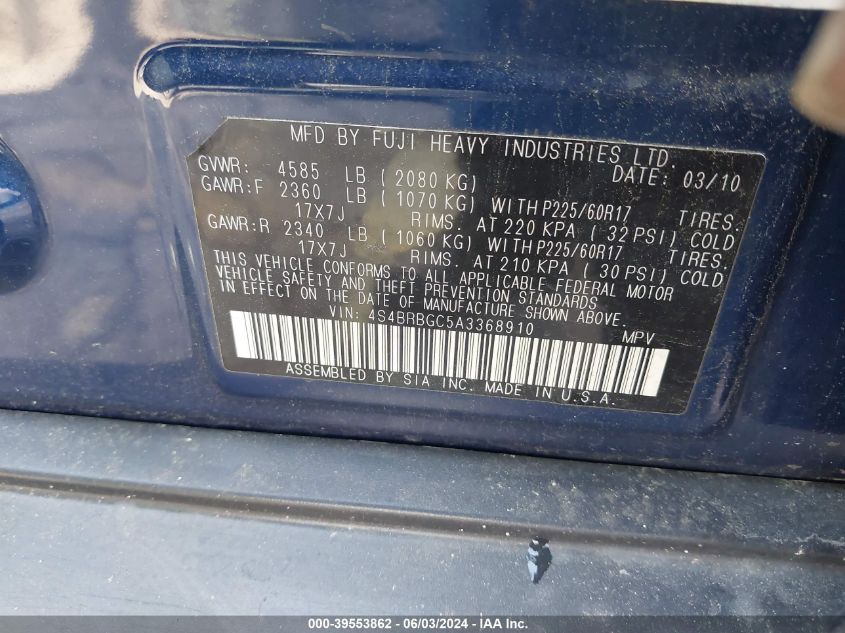 MFD BY FUJI HEAVY INDUSTRIES LTD.
GVWR: 4585 LB ( 2080 KG) DATE: 03/10
GAWR:F 2360 LB ( 1070 KG) WITH P225/60R17 TIRES.
17X7J RIMS. AT 220 KPA ( 32 PSI) COLD
GAWR:R 2340 LB ( 1060 KG) WITH P225/60R17 TIRES.
17X7J RIMS. AT 210 KPA ( 30 PSI) COLD
THIS VEHICLE CONFORMS TO ALL APPLICABLE FEDERAL MOTOR
VEHICLE SAFETY AND THEFT PREVENTION STANDARDS
IN EFFECT ON THE DATE OF MANUFACTURE SHOWN ABOVE.
VIN: 4S4BRBGC5A3368910 MPV
ASSEMBLED BY SIA INC. MADE IN U.S.A.
000-39553862 - 06/03/2024 - IAA Inc.